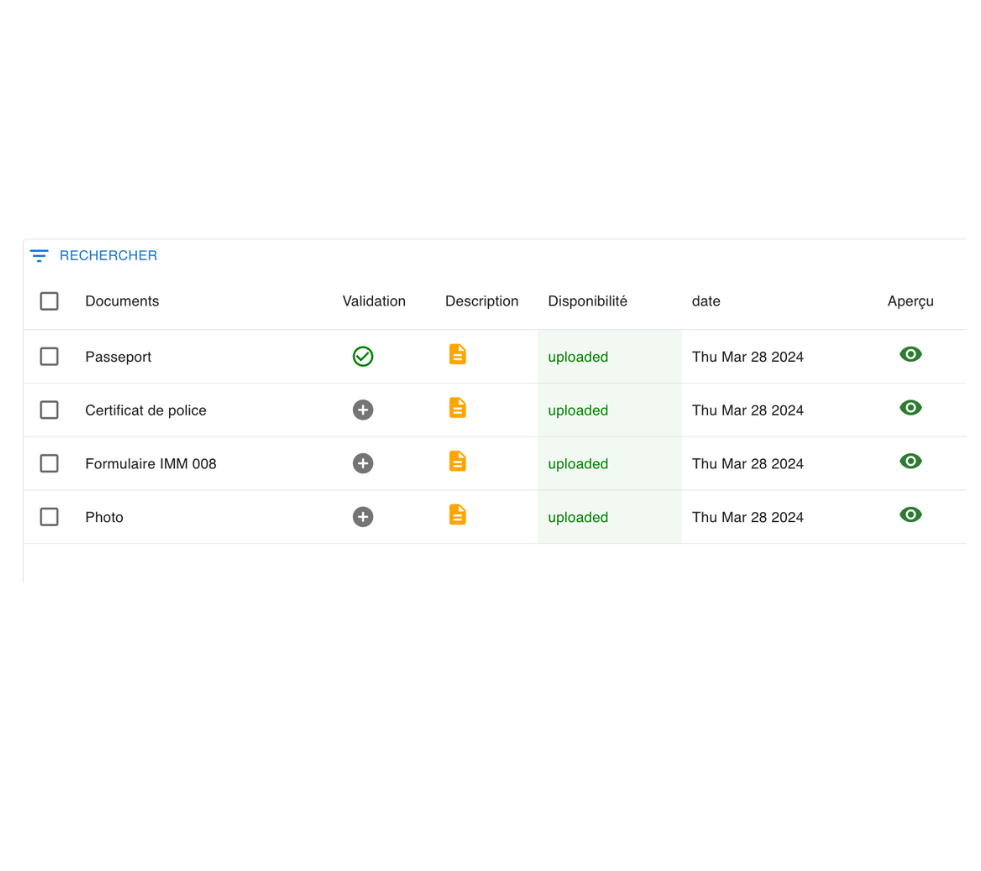 RECHERCHER
Documents Validation Description Disponibilité date Aperçu
Passeport uploaded Thu Mar 28 2024
Certificat de police uploaded Thu Mar 28 2024
Formulaire IMM 008 uploaded Thu Mar 28 2024
Photo uploaded Thu Mar 28 2024